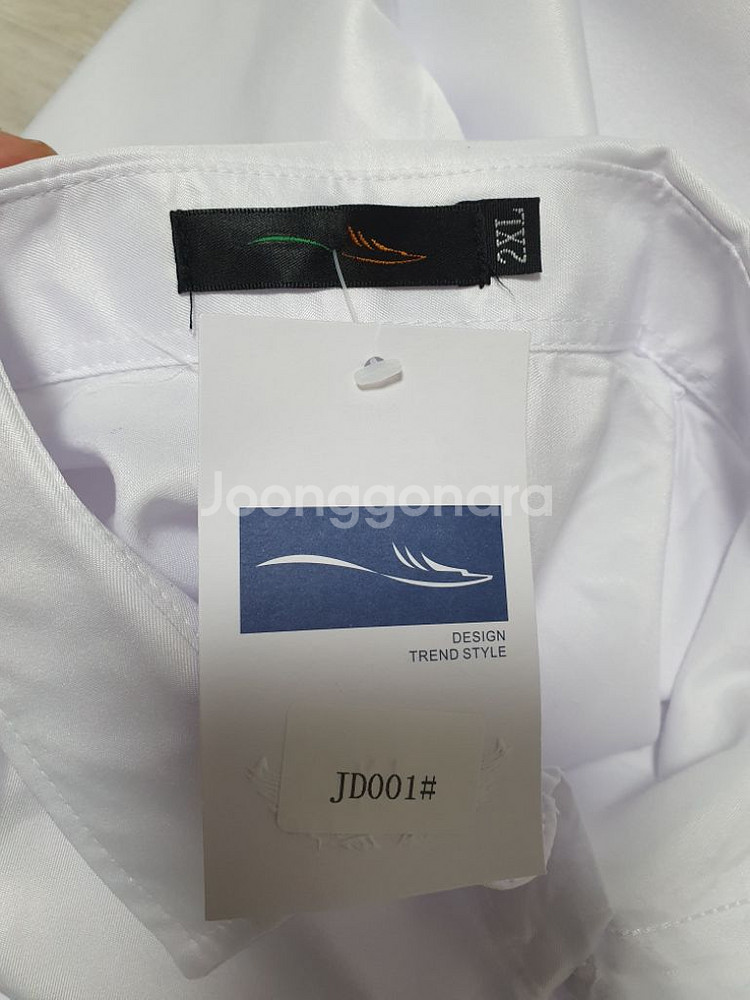 2XL
Joonggonara
DESIGN
TREND STYLE
JD001#